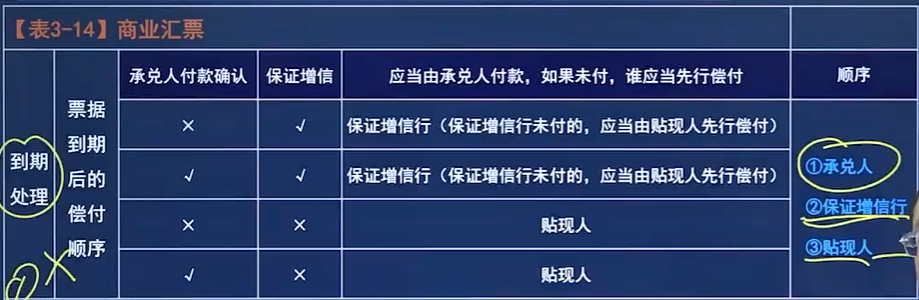 【表3-14】商业汇票
承兑人付款确认 保证增信 应当由承兑人付款，如果未付，谁应当先行偿付 顺序
到期处理
票据到期后的偿付顺序
× √ 保证增信行（保证增信行未付的，应当由贴现人先行偿付）
√ √ 保证增信行（保证增信行未付的，应当由贴现人先行偿付）
× × 贴现人
√ × 贴现人
①承兑人
②保证增信行
③贴现人